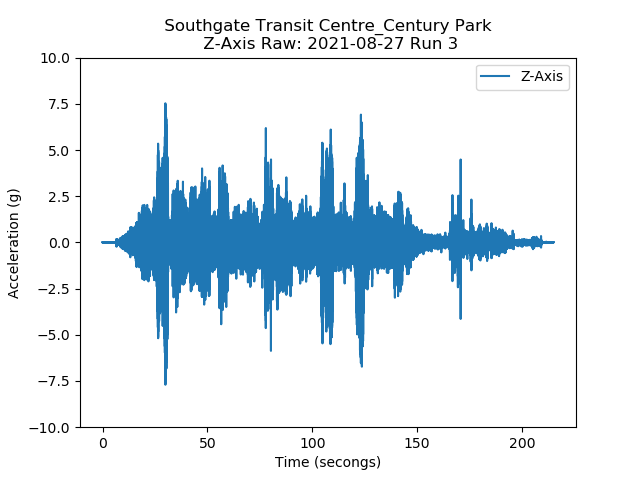 Southgate Transit Centre_Century Park
Z-Axis Raw: 2021-08-27 Run 3
Z-Axis
10.0
7.5
5.0
2.5
0.0
−2.5
−5.0
−7.5
−10.0
Acceleration (g)
0 50 100 150 200
Time (secongs)